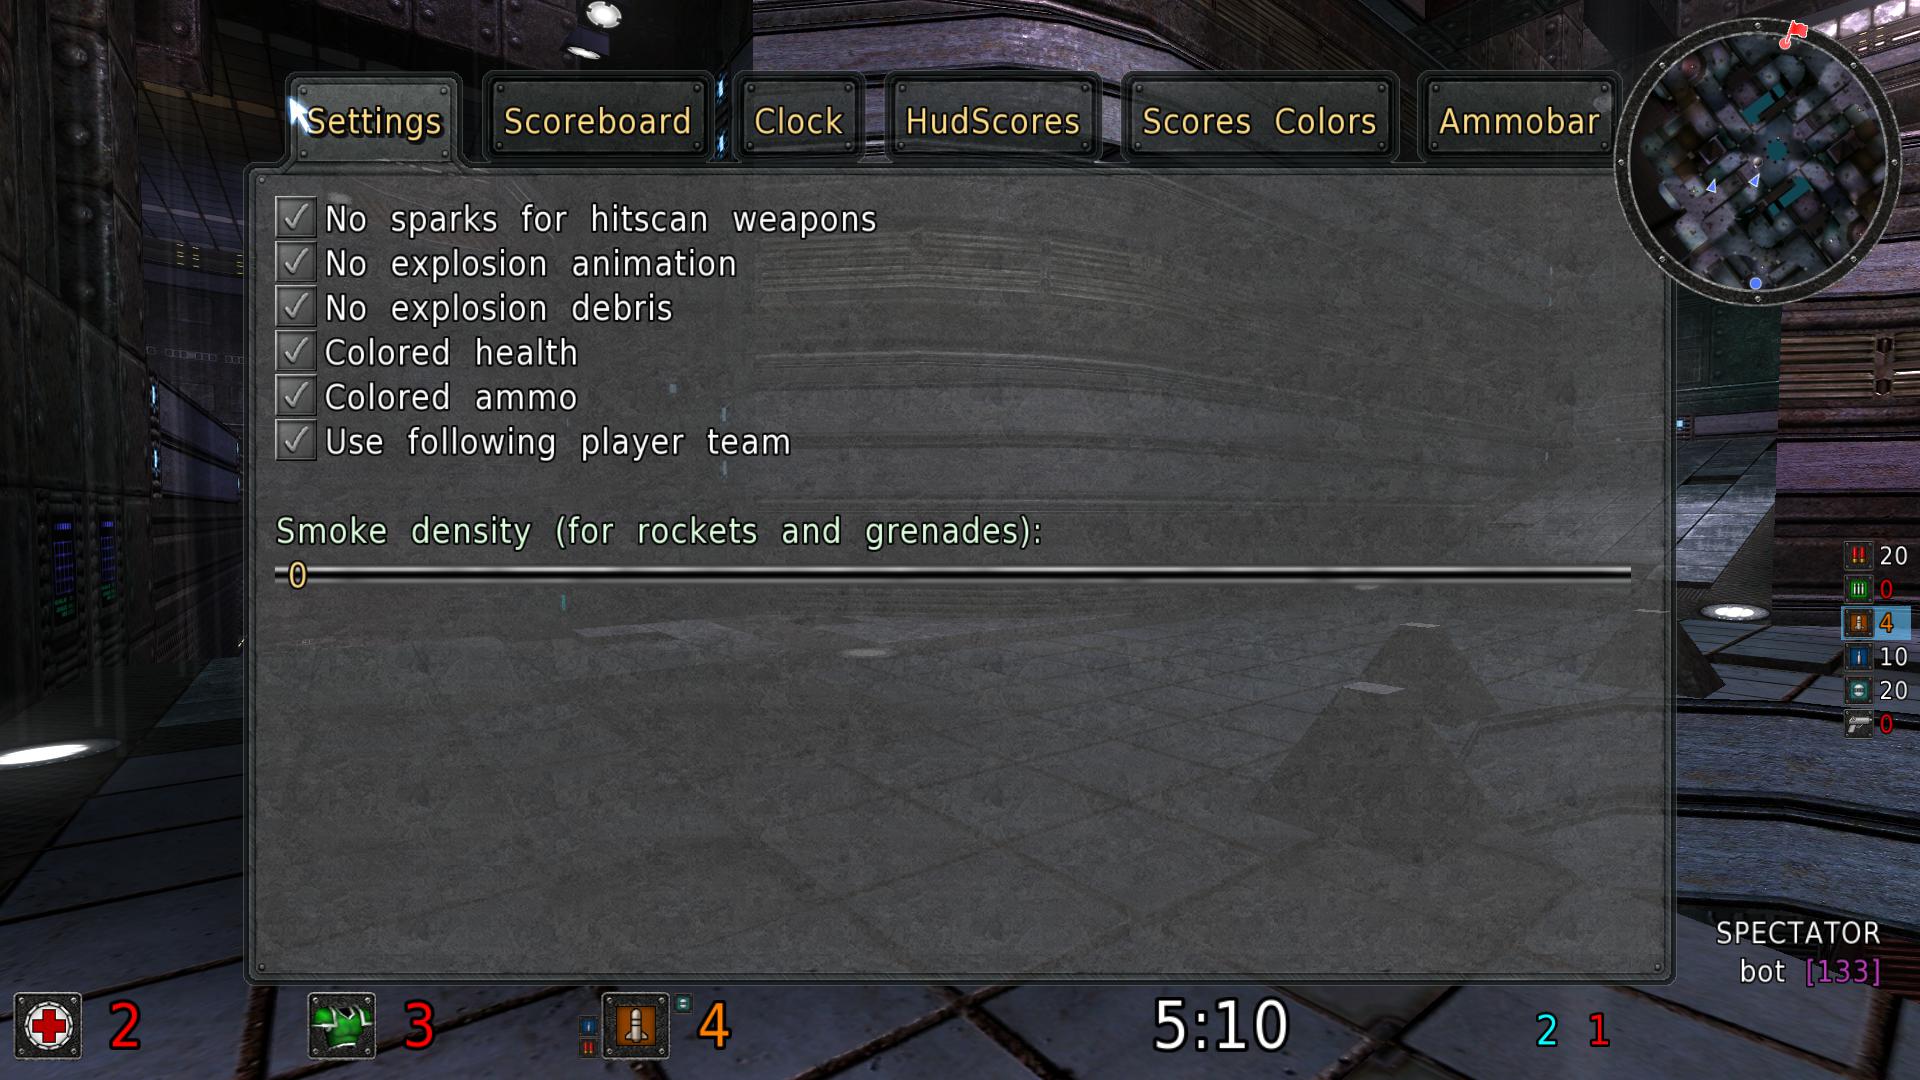 Settings Scoreboard Clock HudScores Scores Colors Ammobar
No sparks for hitscan weapons
No explosion animation
No explosion debris
Colored health
Colored ammo
Use following player team
Smoke density (for rockets and grenades):
0
20
0
4
10
20
0
SPECTATOR
bot [133]
2 3 4 5:10 2 1